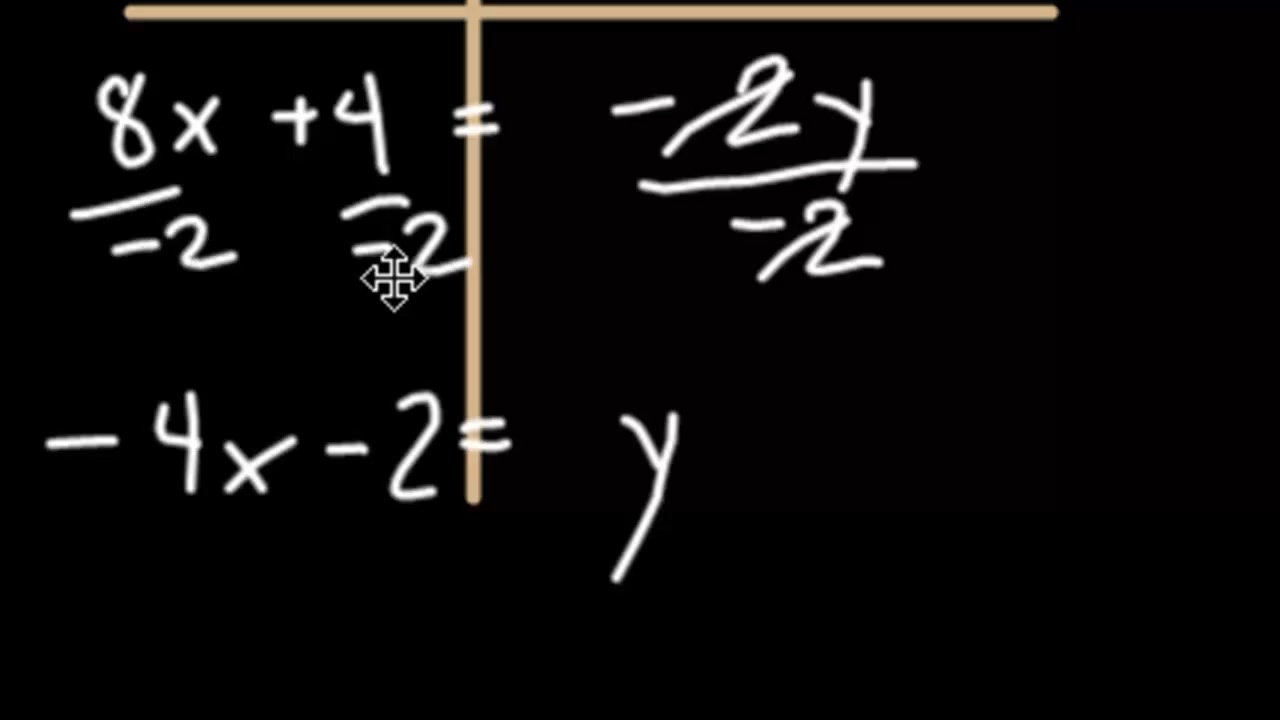 8x + 4 = -2y
-2 -2 -2
-4x - 2 = y